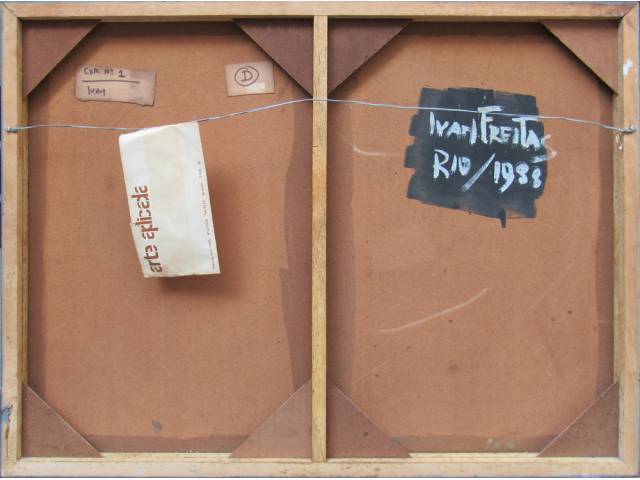 COR. Nº 1
IVAN
D
arte aplicada
IVAN FREITAS
RIO/1988